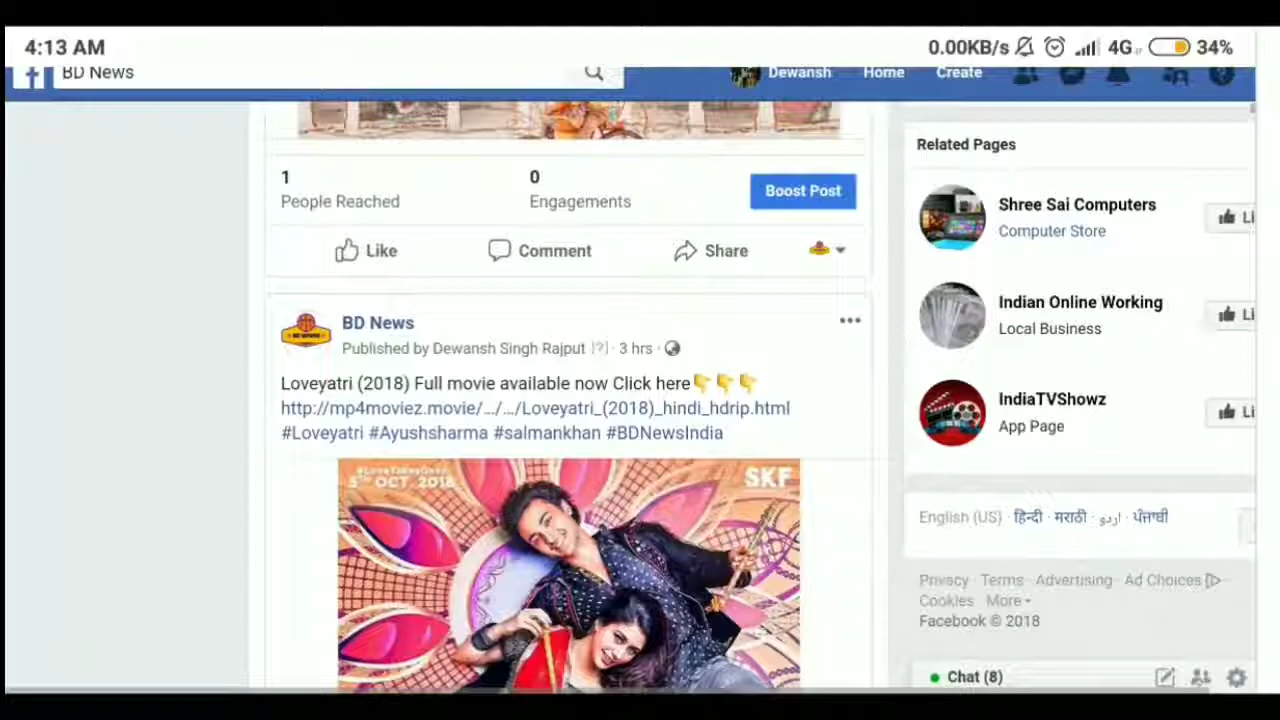 4:13 AM
0.00KB/s 4G 34%
BD News
Dewansh Home Create
1
People Reached
0
Engagements
Boost Post
Like
Comment
Share
BD News
Published by Dewansh Singh Rajput [?] · 3 hrs ·
Loveyatri (2018) Full movie available now Click here👇👇👇
http://mp4moviez.movie/…/…/Loveyatri_(2018)_hindi_hdrip.html
#Loveyatri #Ayushsharma #salmankhan #BDNewsIndia
5TH OCT. 2018
SKF
Related Pages
Shree Sai Computers
Computer Store
Li
Indian Online Working
Local Business
Li
IndiaTVShowz
App Page
Li
English (US) · हिन्दी · मराठी · اردو · ਪੰਜਾਬੀ
Privacy · Terms · Advertising · Ad Choices ·
Cookies · More
Facebook © 2018
Chat (8)